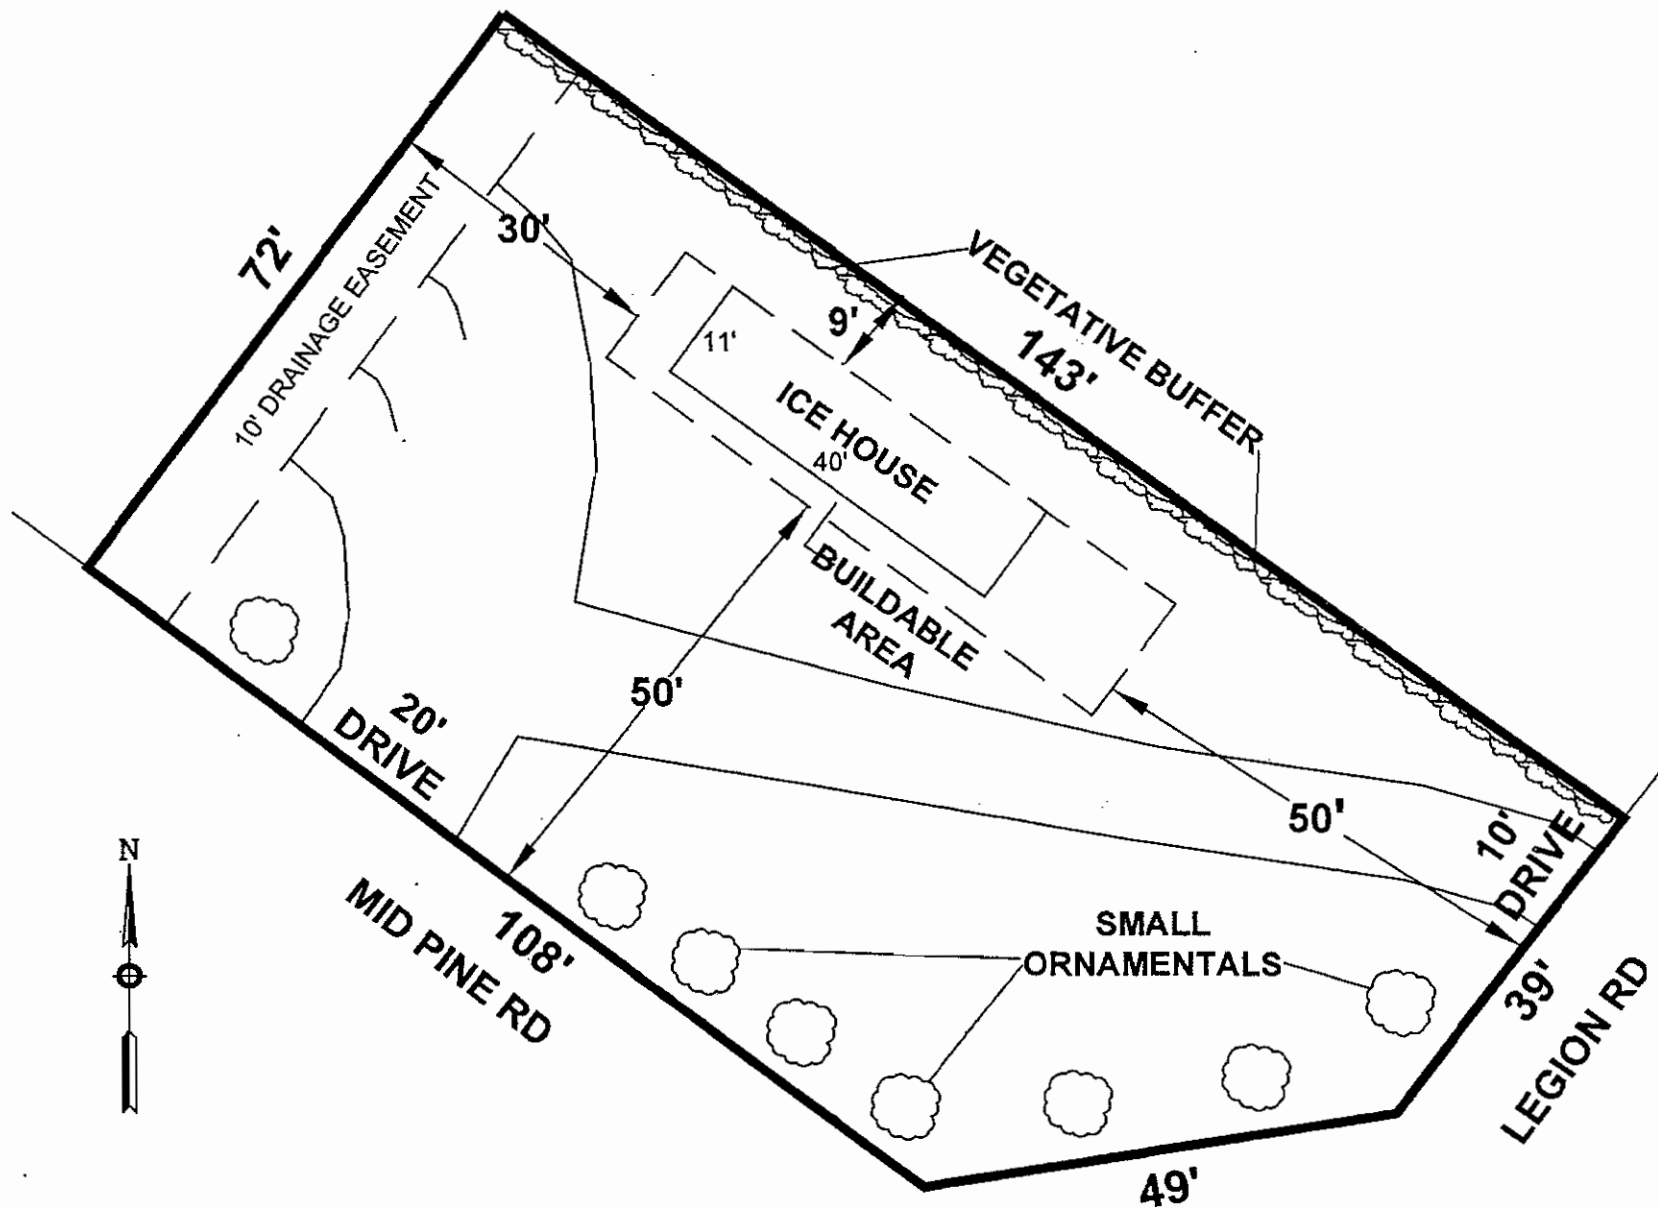 72'
10' DRAINAGE EASEMENT
30'
VEGETATIVE BUFFER
9'
143'
11'
ICE HOUSE
40'
BUILDABLE
AREA
50'
20'
DRIVE
50'
10'
DRIVE
N
MID PINE RD
108'
SMALL
ORNAMENTALS
39'
LEGION RD
49'